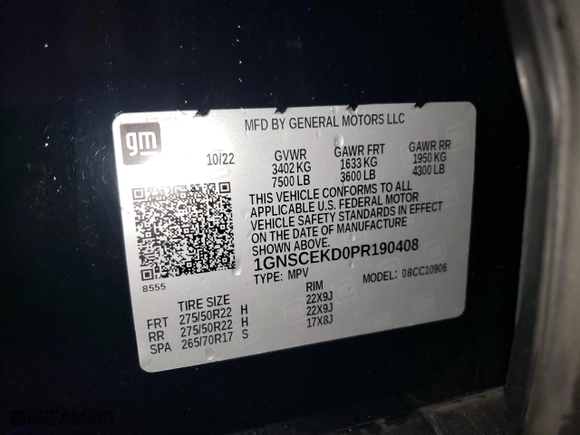 gm
MFD BY GENERAL MOTORS LLC
10/22
GVWR GAWR FRT GAWR RR
3402 KG 1633 KG 1950 KG
7500 LB 3600 LB 4300 LB
THIS VEHICLE CONFORMS TO ALL
APPLICABLE U.S. FEDERAL MOTOR
VEHICLE SAFETY STANDARDS IN EFFECT
ON THE DATE OF MANUFACTURE
SHOWN ABOVE.
1GNSCEKD0PR190408
TYPE: MPV MODEL: 08CC10906
8555
TIRE SIZE RIM
FRT 275/50R22 H 22X9J
RR 275/50R22 H 22X9J
SPA 265/70R17 S 17X8J